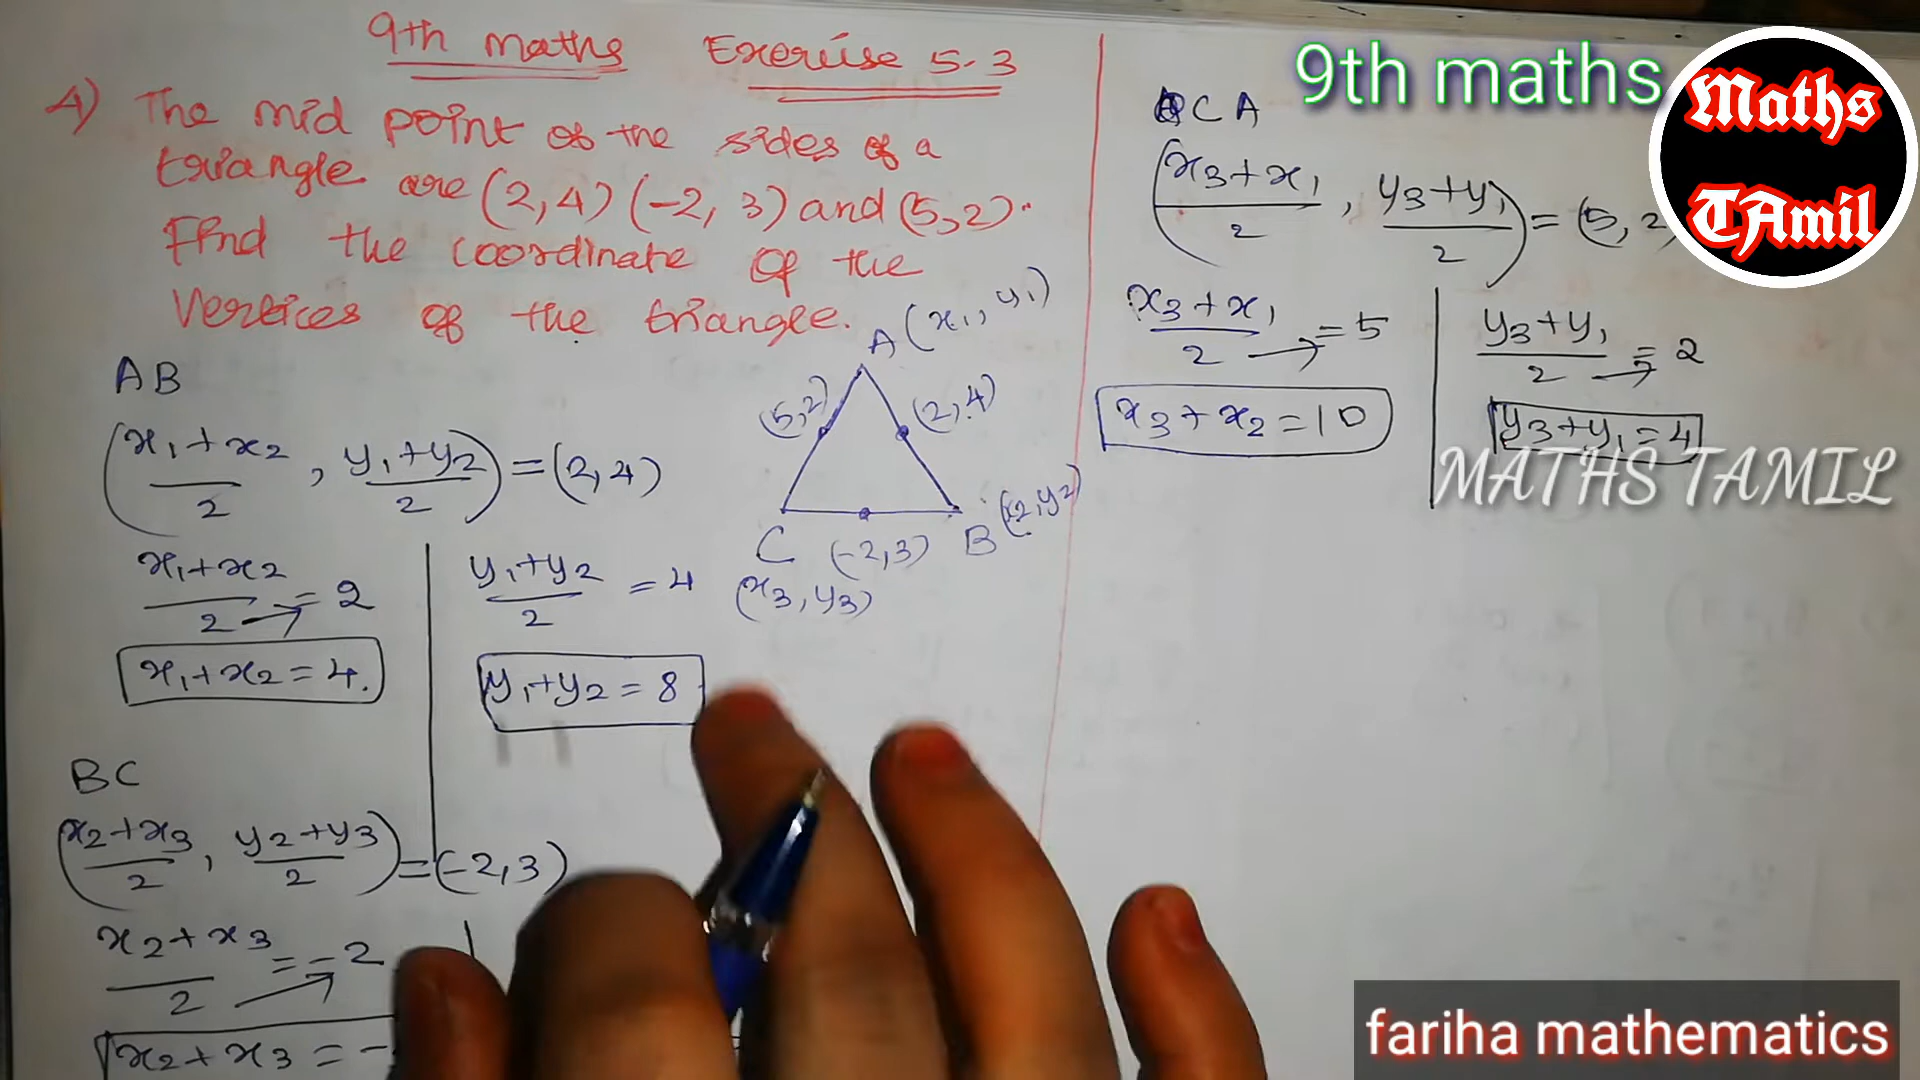 9th maths Exercise 5.3
4) The mid point of the sides of a
triangle are (2,4) (-2, 3) and (5,2).
Find the coordinate of the
vertices of the triangle.
A (x₁, y₁)
(5,2)
(2,4)
C (-2,3) B (x2, y2)
(x3, y3)
AB
(x₁+x2/2 , y₁+y2/2) = (2,4)
x₁+x2/2 = 2
y₁+y2/2 = 4
x₁+x2 = 4.
y₁+y2 = 8
BC
(x2+x3/2 , y2+y3/2) = (-2,3)
x2+x3/2 = -2
x2+x3 = -
CA
(x3+x₁/2 , y3+y₁/2) = (5, 2
x3+x₁/2 = 5
y3+y₁/2 = 2
x3+x2 = 10
y3+y₁ = 4
9th maths
Maths
TAmil
MATHS TAMIL
fariha mathematics